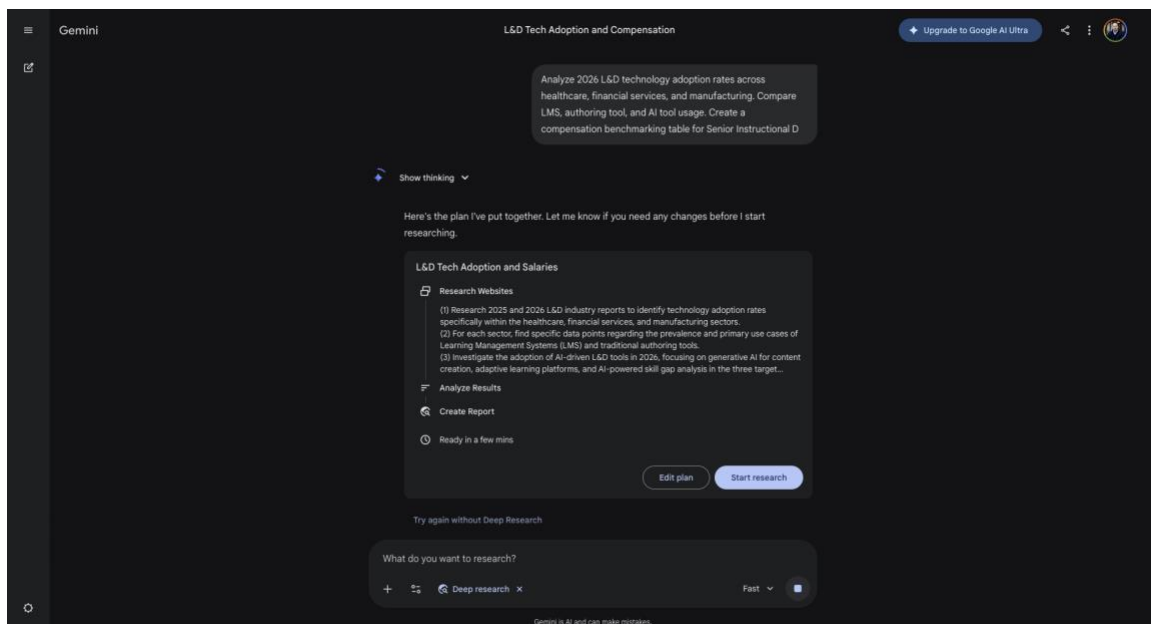 Gemini
L&D Tech Adoption and Compensation
Upgrade to Google AI Ultra
Analyze 2026 L&D technology adoption rates across
healthcare, financial services, and manufacturing. Compare
LMS, authoring tool, and AI tool usage. Create a
compensation benchmarking table for Senior Instructional D
Show thinking
Here's the plan I've put together. Let me know if you need any changes before I start
researching.
L&D Tech Adoption and Salaries
Research Websites
(1) Research 2025 and 2026 L&D industry reports to identify technology adoption rates
specifically within the healthcare, financial services, and manufacturing sectors.
(2) For each sector, find specific data points regarding the prevalence and primary use cases of
Learning Management Systems (LMS) and traditional authoring tools.
(3) Investigate the adoption of AI-driven L&D tools in 2026, focusing on generative AI for content
creation, adaptive learning platforms, and AI-powered skill gap analysis in the three target...
Analyze Results
Create Report
Ready in a few mins
Edit plan
Start research
Try again without Deep Research
What do you want to research?
Deep research
Fast
Gemini is AI and can make mistakes.